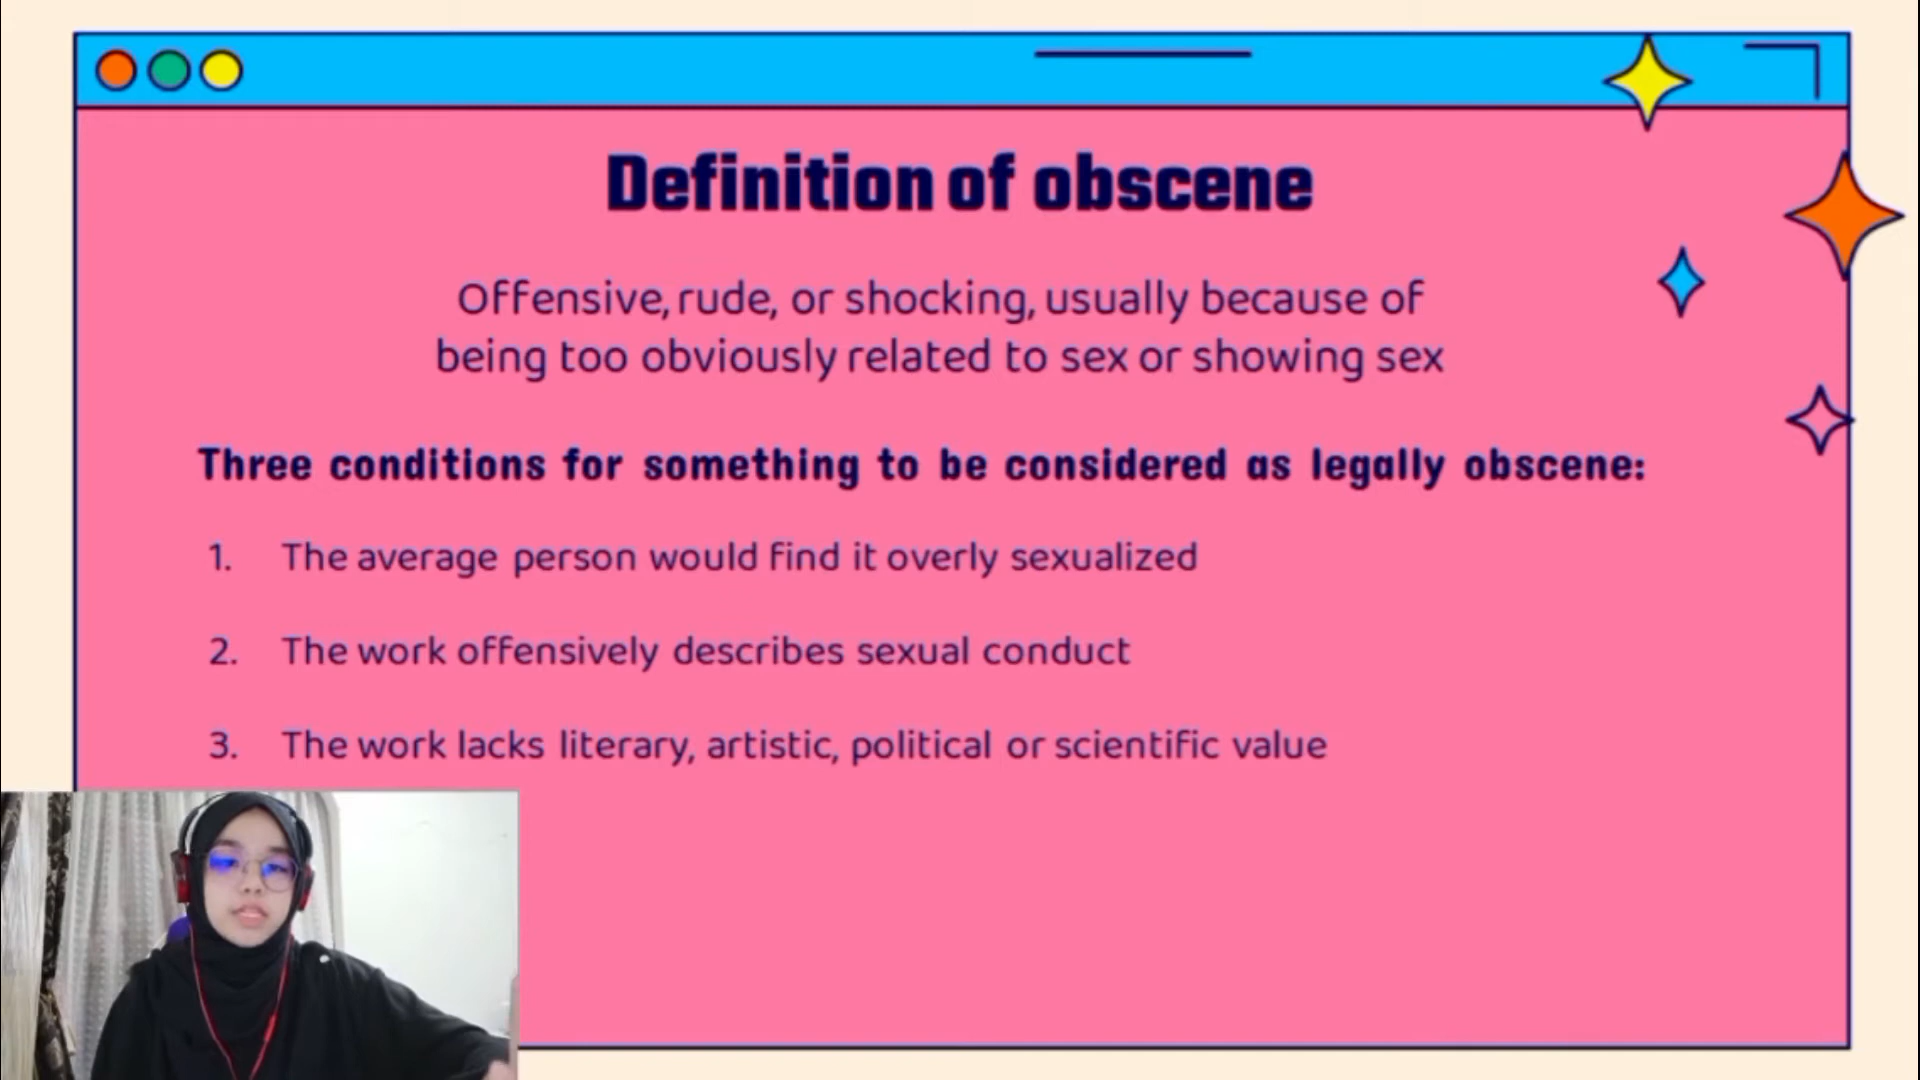 Definition of obscene
Offensive, rude, or shocking, usually because of
being too obviously related to sex or showing sex
Three conditions for something to be considered as legally obscene:
1. The average person would find it overly sexualized
2. The work offensively describes sexual conduct
3. The work lacks literary, artistic, political or scientific value